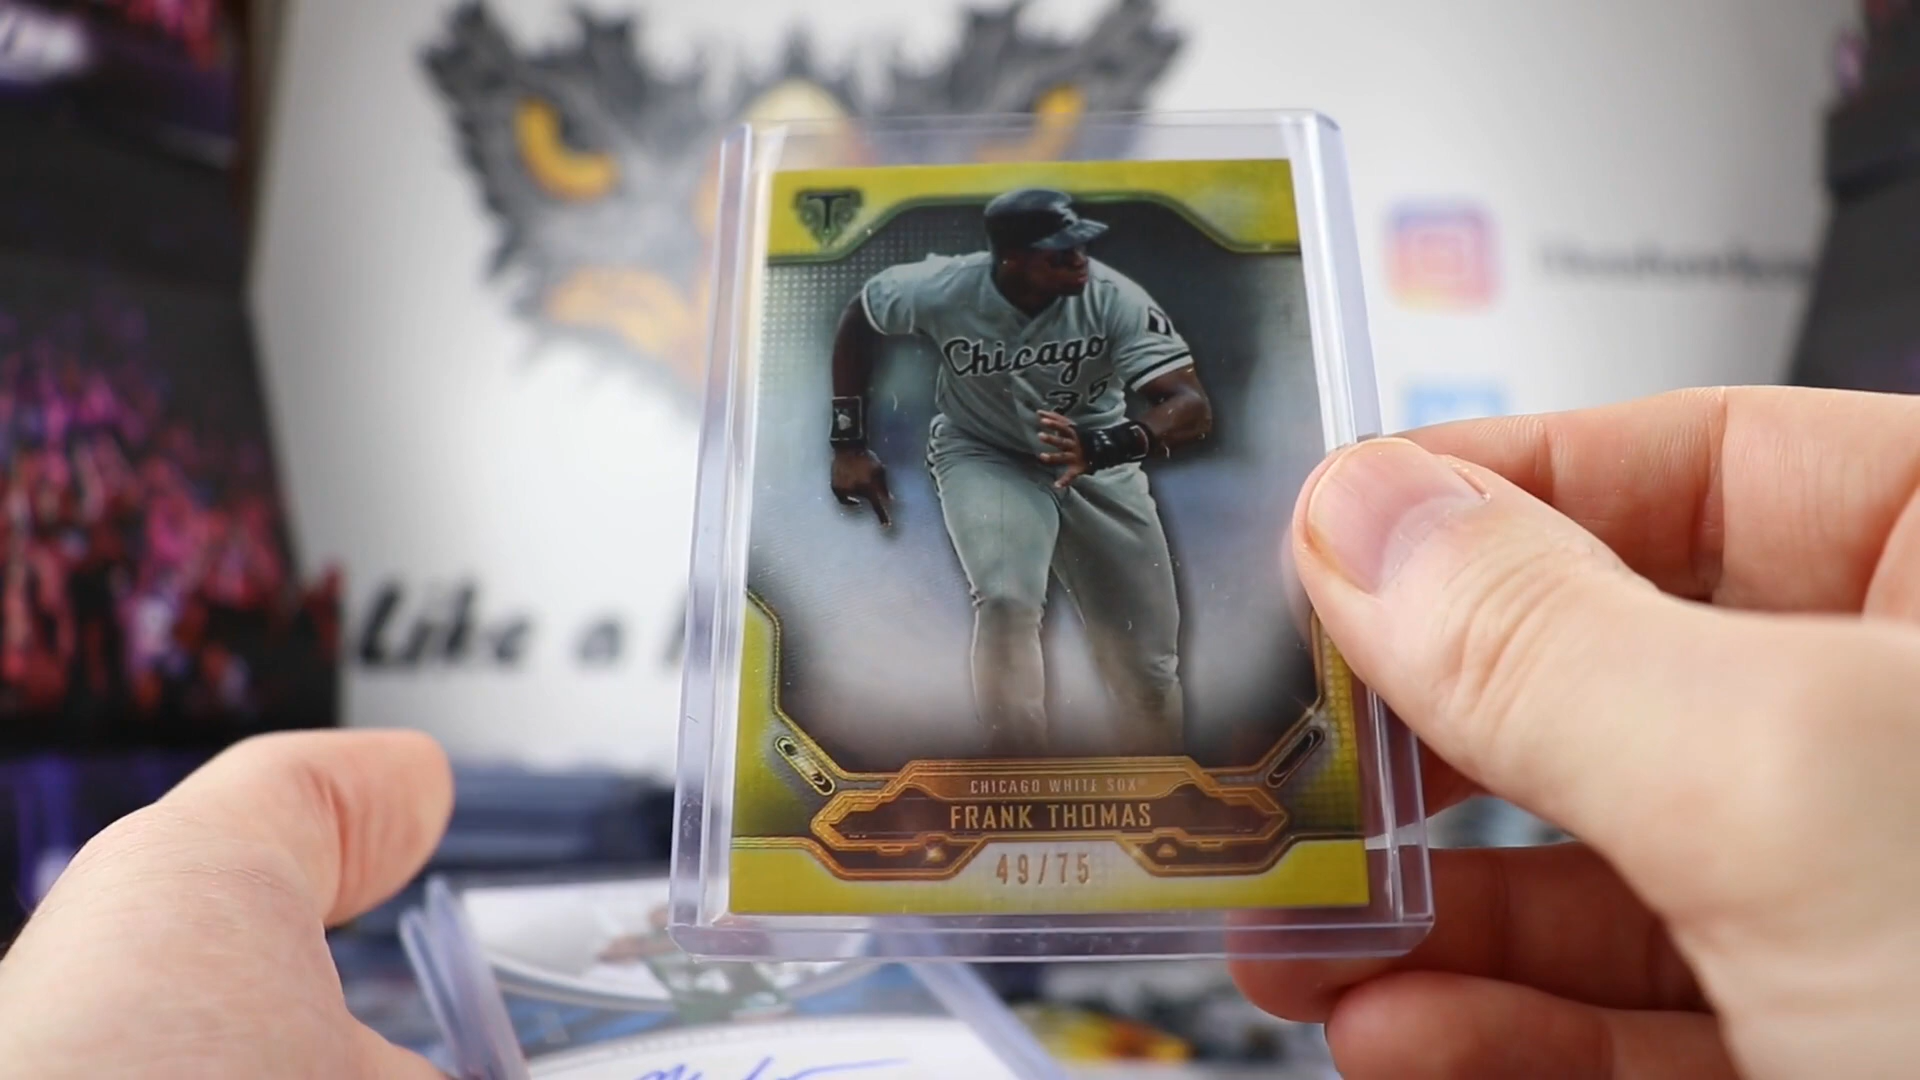 T
Chicago
35
CHICAGO WHITE SOX
FRANK THOMAS
49/75
Like a